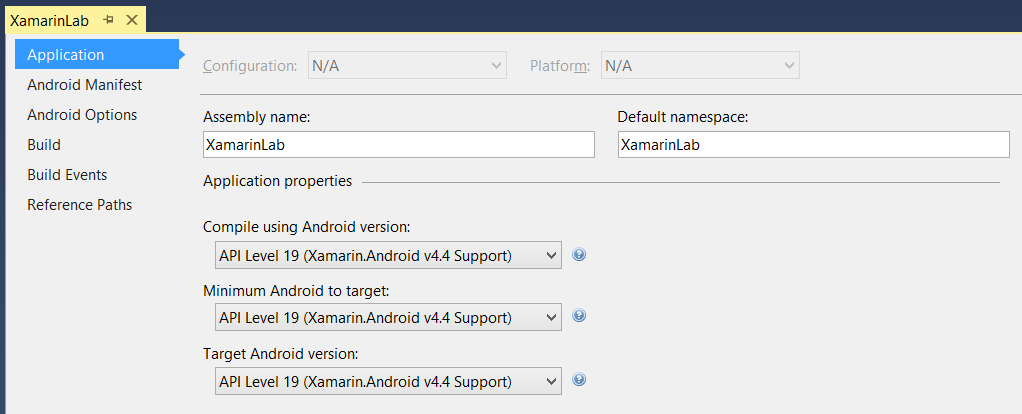 XamarinLab
Application
Android Manifest
Android Options
Build
Build Events
Reference Paths
Configuration: N/A Platform: N/A
Assembly name: Default namespace:
XamarinLab XamarinLab
Application properties
Compile using Android version:
API Level 19 (Xamarin.Android v4.4 Support)
Minimum Android to target:
API Level 19 (Xamarin.Android v4.4 Support)
Target Android version:
API Level 19 (Xamarin.Android v4.4 Support)